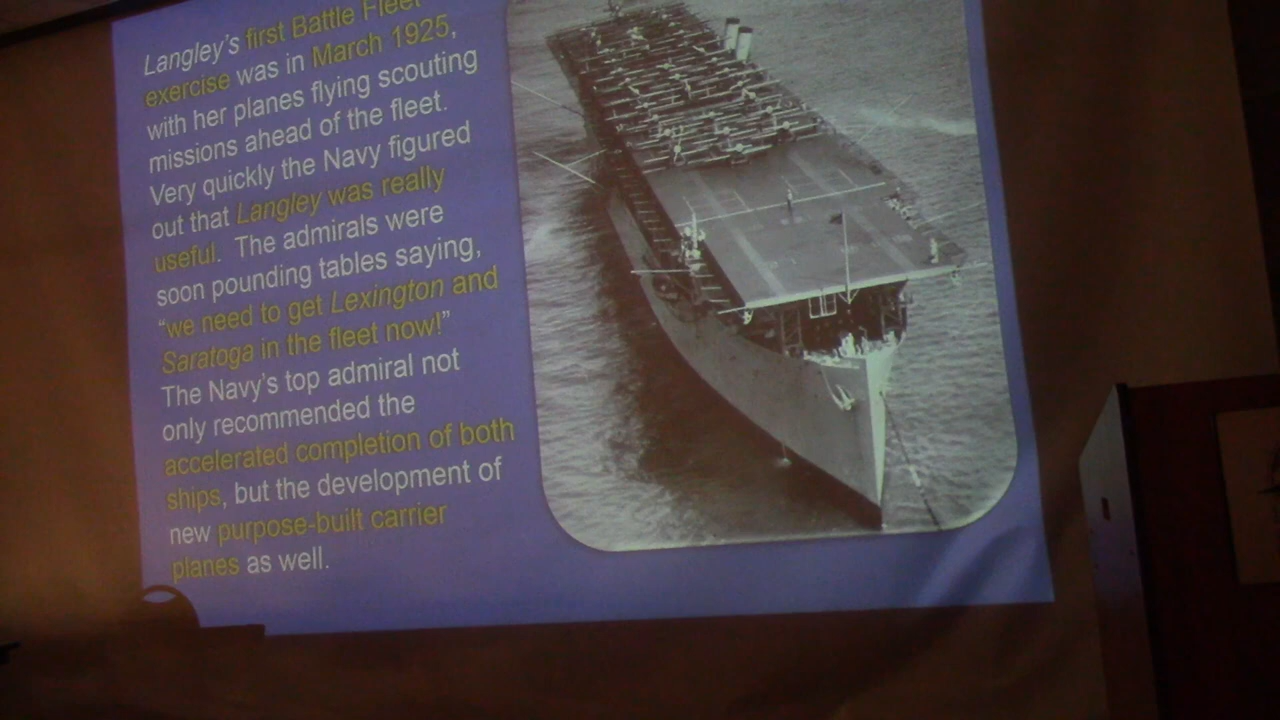 Langley's first Battle Fleet
exercise was in March 1925,
with her planes flying scouting
missions ahead of the fleet.
Very quickly the Navy figured
out that Langley was really
useful. The admirals were
soon pounding tables saying,
“we need to get Lexington and
Saratoga in the fleet now!”
The Navy's top admiral not
only recommended the
accelerated completion of both
ships, but the development of
new purpose-built carrier
planes as well.